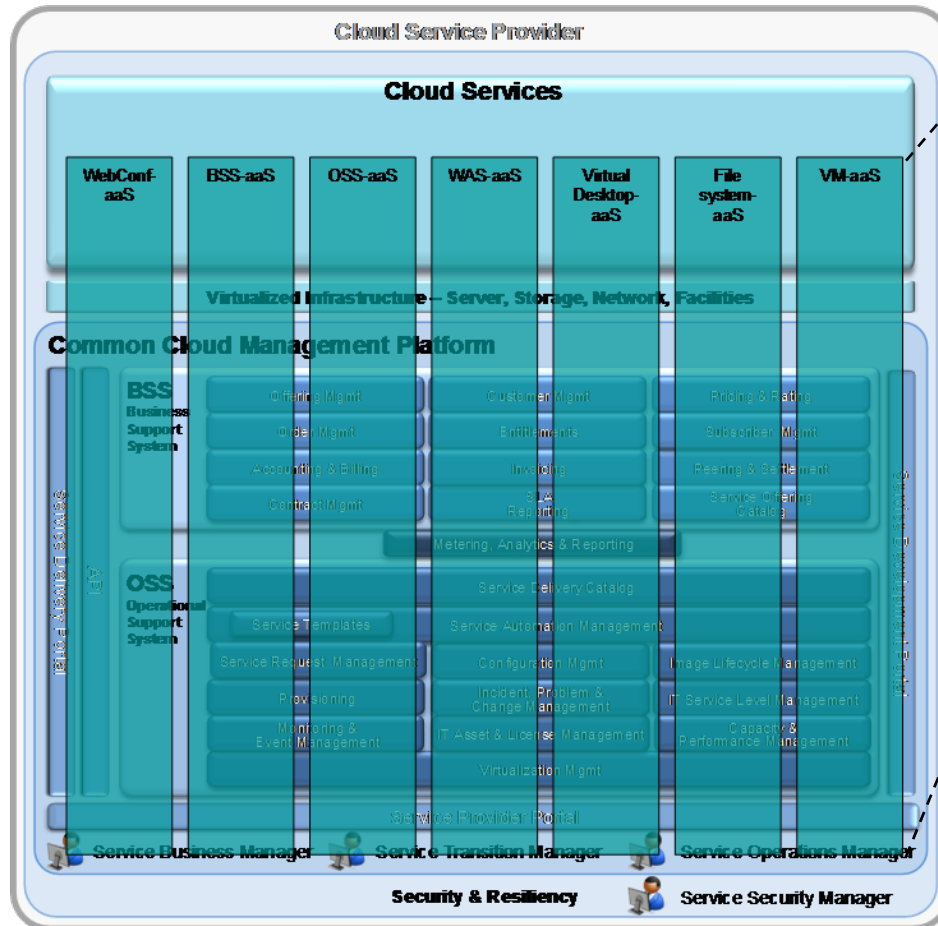 Cloud Service Provider
Cloud Services
WebConf-
aaS
BSS-aaS
OSS-aaS
WAS-aaS
Virtual
Desktop-
aaS
File
system-
aaS
VM-aaS
Virtualized Infrastructure – Server, Storage, Network, Facilities
Common Cloud Management Platform
Service Delivery Portal
API
BSS
Business
Support
System
Offering Mgmt
Customer Mgmt
Pricing & Rating
Order Mgmt
Entitlements
Subscriber Mgmt
Accounting & Billing
Invoicing
Peering & Settlement
Contract Mgmt
SLA
Reporting
Service Offering
Catalog
Metering, Analytics & Reporting
OSS
Operational
Support
System
Service Delivery Catalog
Service Templates
Service Automation Management
Service Request Management
Configuration Mgmt
Image Lifecycle Management
Provisioning
Incident, Problem &
Change Management
IT Service Level Management
Monitoring &
Event Management
IT Asset & License Management
Capacity &
Performance Management
Virtualization Mgmt
Service Development Portal
Service Provider Portal
Service Business Manager
Service Transition Manager
Service Operations Manager
Security & Resiliency
Service Security Manager